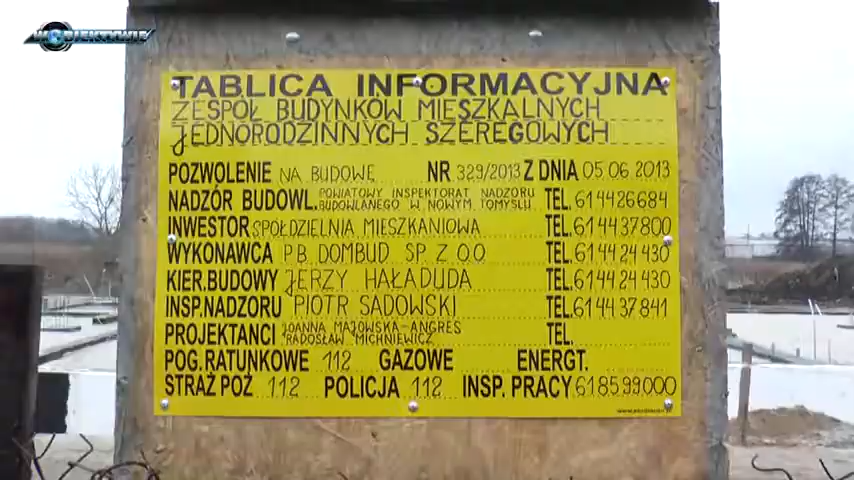 W OBIEKTYWIE
TABLICA INFORMACYJNA
ZESPÓŁ BUDYNKÓW MIESZKALNYCH
JEDNORODZINNYCH SZEREGOWYCH
POZWOLENIE NA BUDOWĘ NR 329/2013 Z DNIA 05.06.2013
NADZÓR BUDOWL. POWIATOWY INSPEKTORAT NADZORU BUDOWLANEGO W NOWYM TOMYŚLU TEL. 614426684
INWESTOR SPÓŁDZIELNIA MIESZKANIOWA TEL. 614437800
WYKONAWCA P.B. DOMBUD SP. Z O.O TEL. 614424430
KIER.BUDOWY JERZY HAŁADUDA TEL. 614424430
INSP.NADZORU PIOTR SADOWSKI TEL. 614437841
PROJEKTANCI JOANNA MAJOWSKA-ANGRES RADOSŁAW MICHNIEWICZ TEL.
POG.RATUNKOWE 112 GAZOWE ENERGT.
STRAŻ POŻ 112 POLICJA 112 INSP. PRACY 618599000